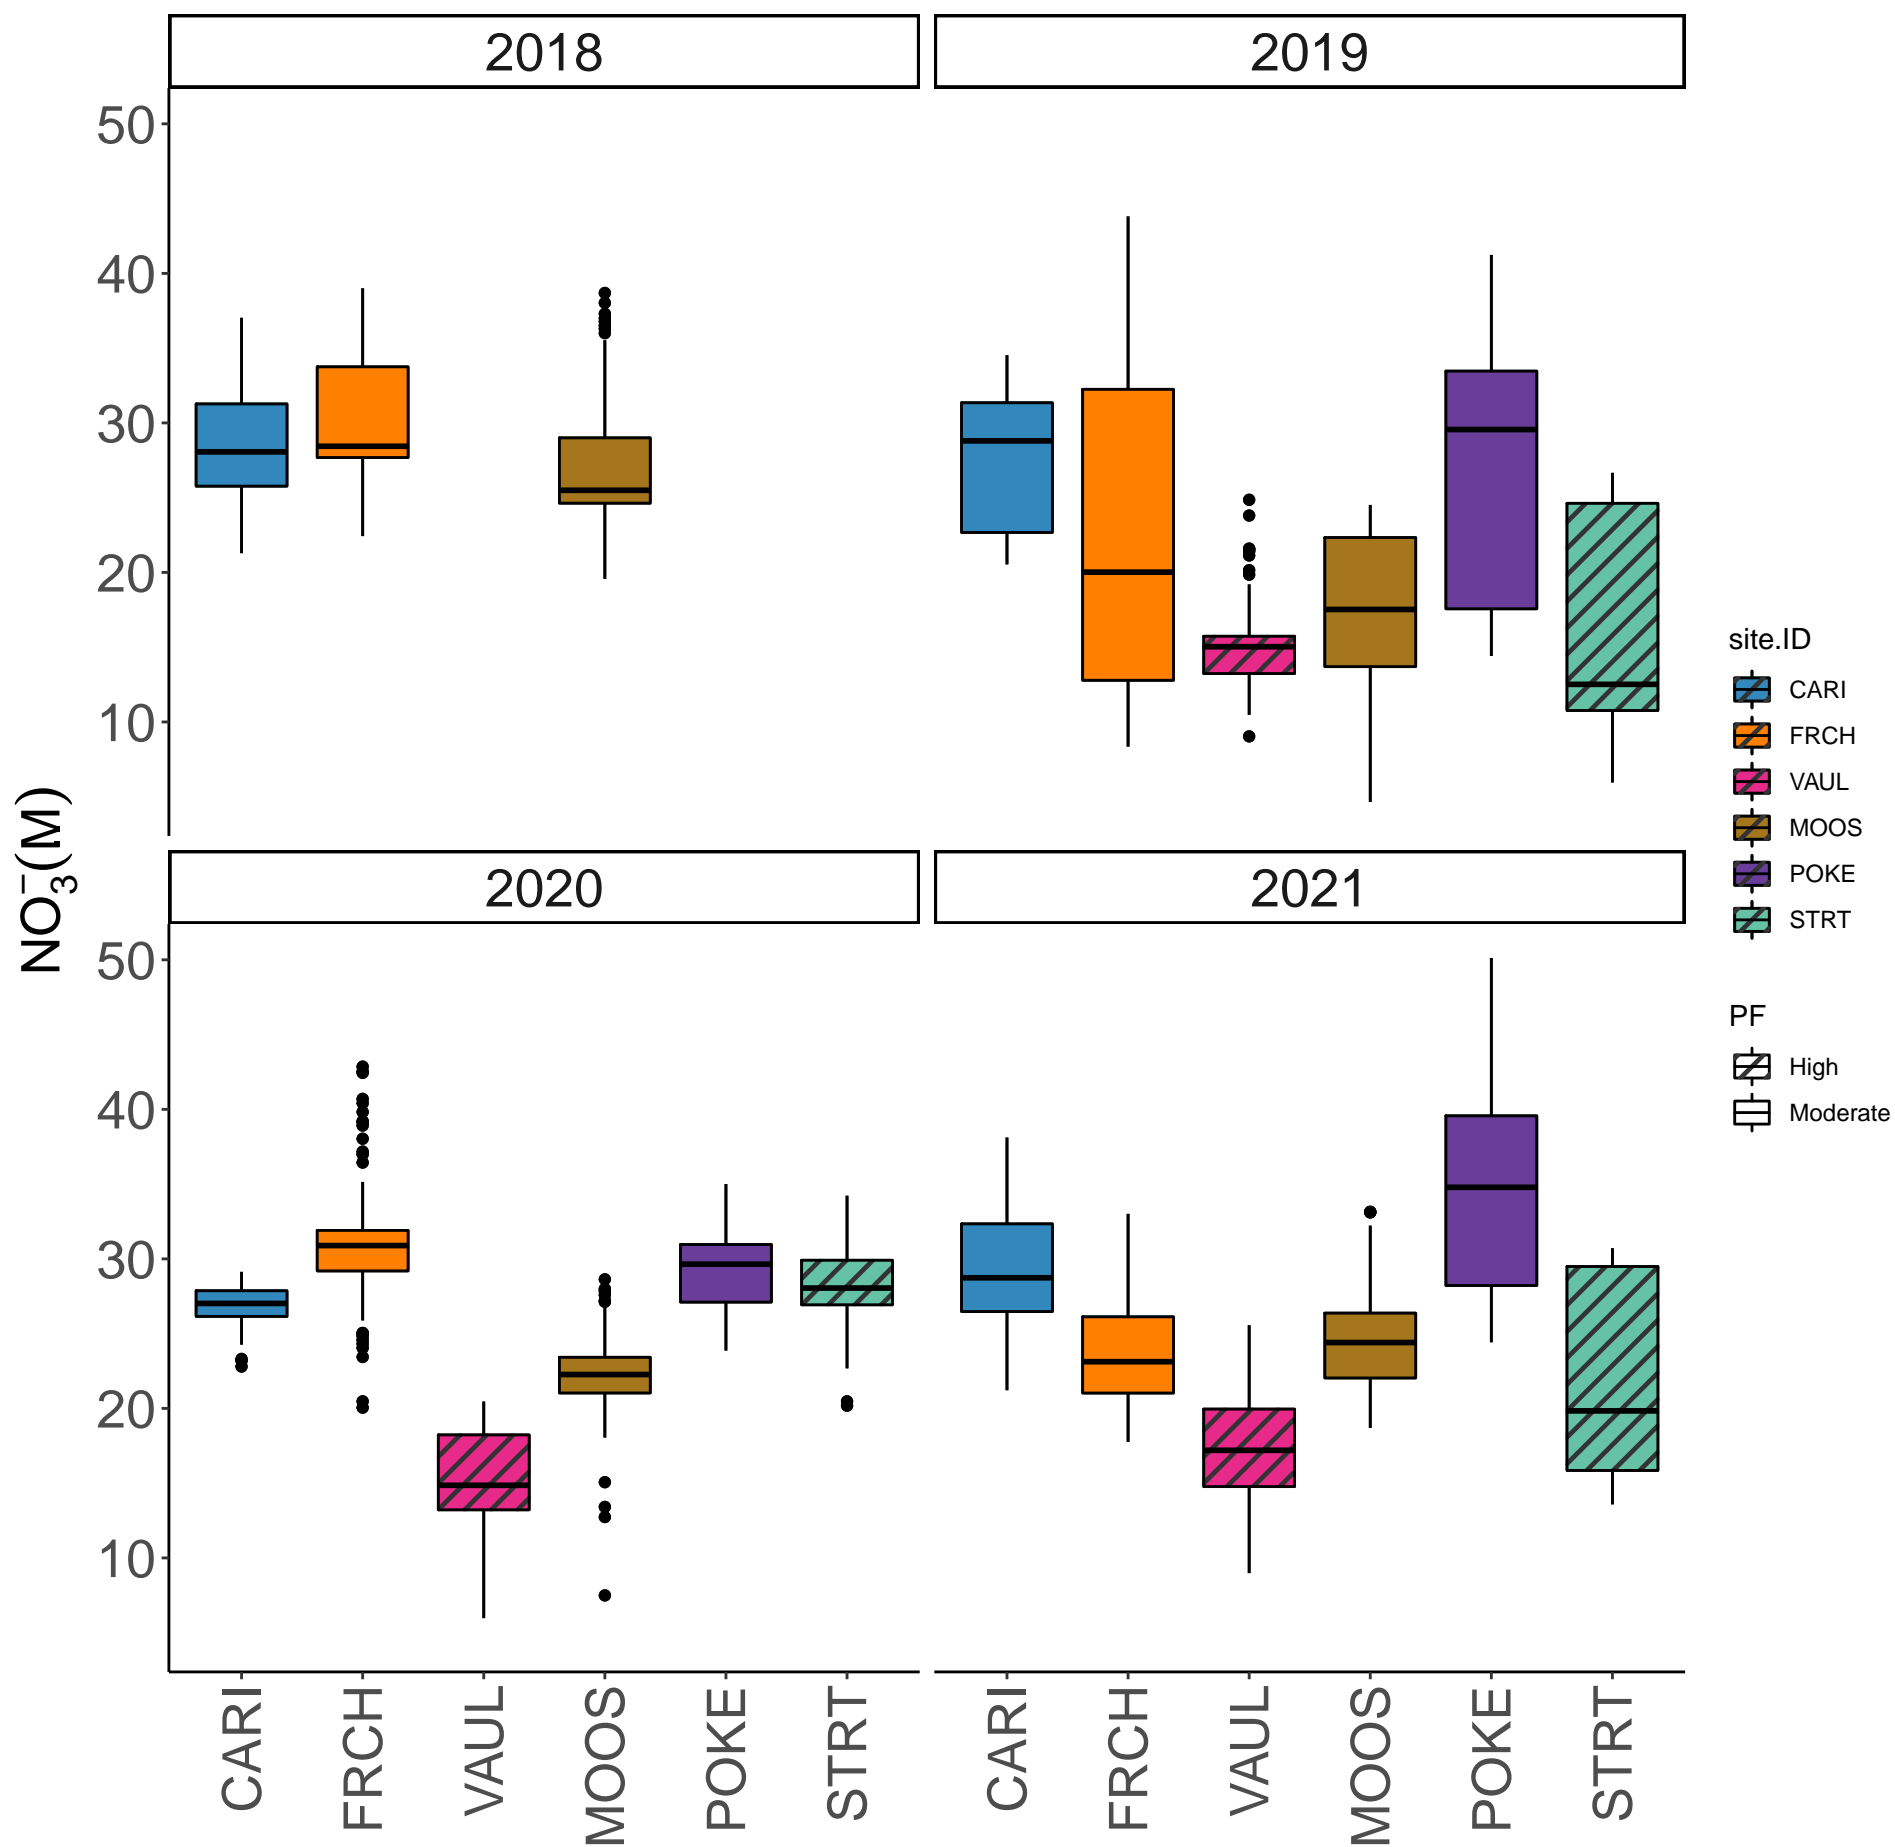 2018
2019
50
40
30
20
10
NO₃⁻(M)
2020
2021
50
40
30
20
10
CARI
FRCH
VAUL
MOOS
POKE
STRT
CARI
FRCH
VAUL
MOOS
POKE
STRT
site.ID
CARI
FRCH
VAUL
MOOS
POKE
STRT
PF
High
Moderate